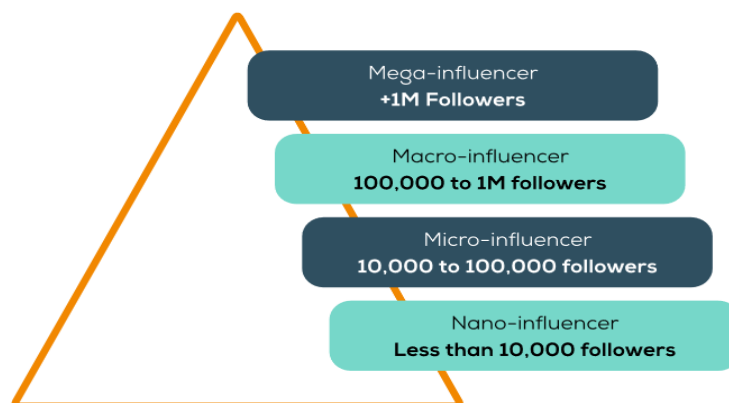 Mega-influencer
+1M Followers
Macro-influencer
100,000 to 1M followers
Micro-influencer
10,000 to 100,000 followers
Nano-influencer
Less than 10,000 followers